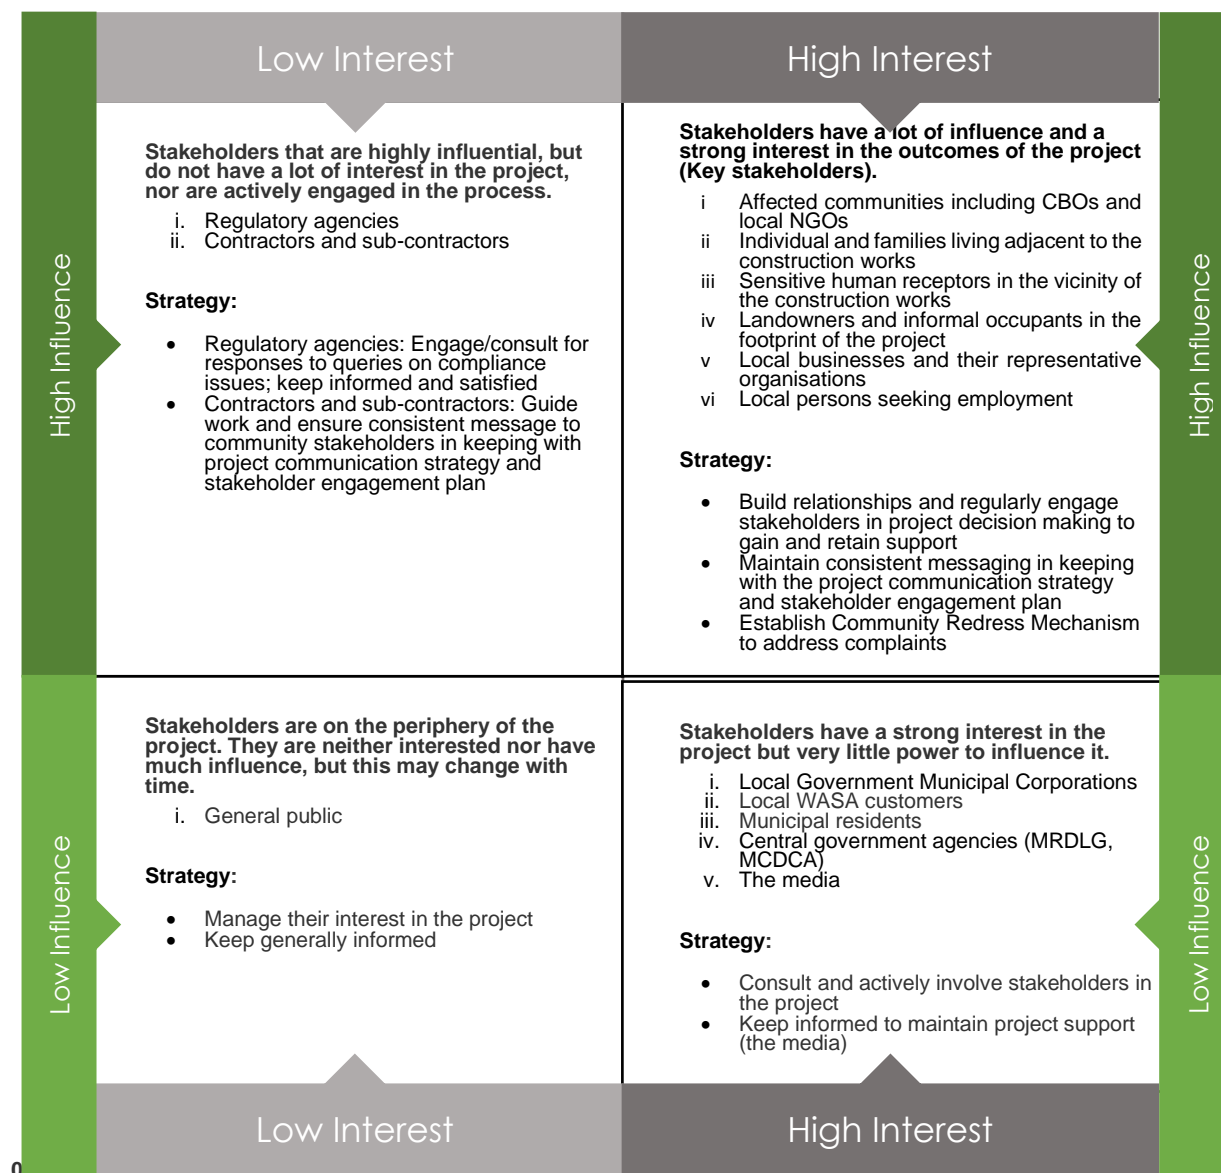 Low Interest
High Interest
High Influence
Stakeholders that are highly influential, but
do not have a lot of interest in the project,
nor are actively engaged in the process.
i. Regulatory agencies
ii. Contractors and sub-contractors
Strategy:
• Regulatory agencies: Engage/consult for
responses to queries on compliance
issues; keep informed and satisfied
• Contractors and sub-contractors: Guide
work and ensure consistent message to
community stakeholders in keeping with
project communication strategy and
stakeholder engagement plan
Stakeholders have a lot of influence and a
strong interest in the outcomes of the project
(Key stakeholders).
i Affected communities including CBOs and
local NGOs
ii Individual and families living adjacent to the
construction works
iii Sensitive human receptors in the vicinity of
the construction works
iv Landowners and informal occupants in the
footprint of the project
v Local businesses and their representative
organisations
vi Local persons seeking employment
Strategy:
• Build relationships and regularly engage
stakeholders in project decision making to
gain and retain support
• Maintain consistent messaging in keeping
with the project communication strategy
and stakeholder engagement plan
• Establish Community Redress Mechanism
to address complaints
High Influence
Low Influence
Stakeholders are on the periphery of the
project. They are neither interested nor have
much influence, but this may change with
time.
i. General public
Strategy:
• Manage their interest in the project
• Keep generally informed
Stakeholders have a strong interest in the
project but very little power to influence it.
i. Local Government Municipal Corporations
ii. Local WASA customers
iii. Municipal residents
iv. Central government agencies (MRDLG,
MCDCA)
v. The media
Strategy:
• Consult and actively involve stakeholders in
the project
• Keep informed to maintain project support
(the media)
Low Influence
Low Interest
High Interest
0